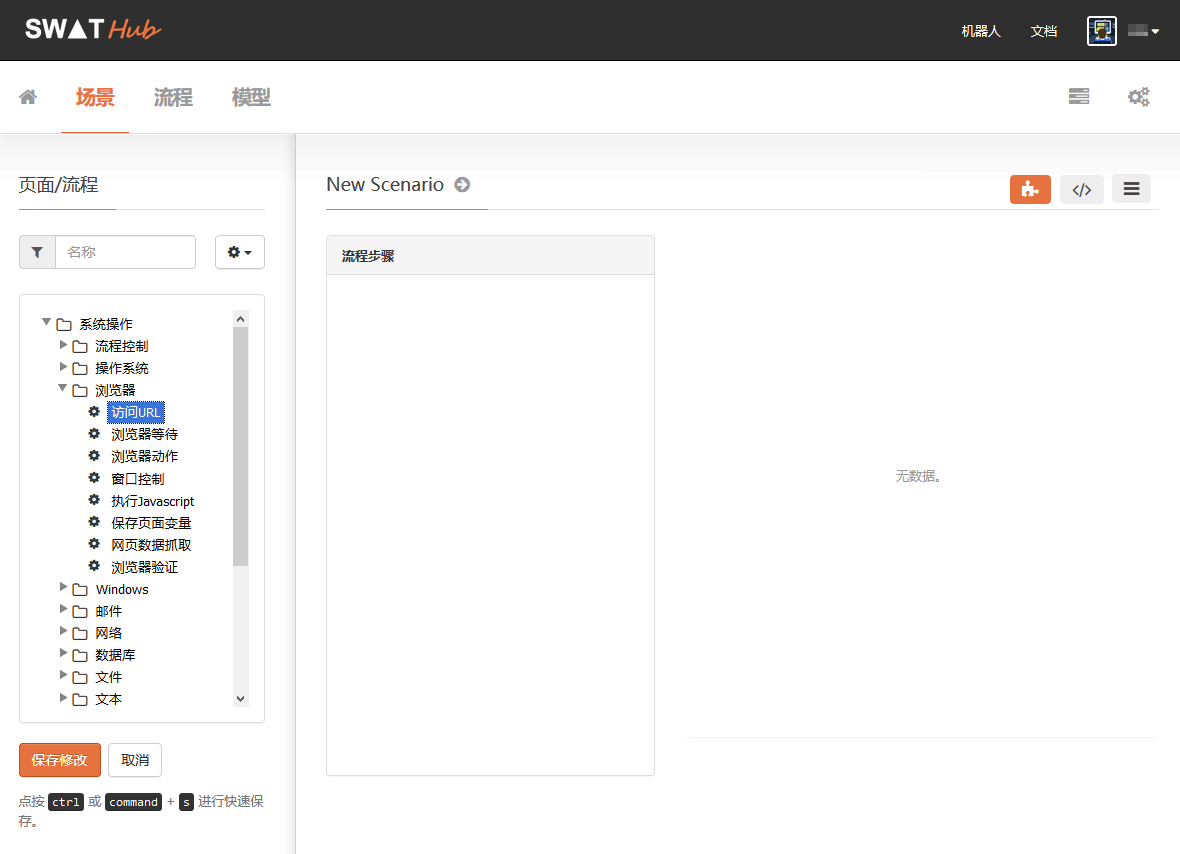 SWAT Hub
机器人 文档
场景 流程 模型
页面/流程
New Scenario
</>
名称
流程步骤
系统操作
流程控制
操作系统
浏览器
访问URL
浏览器等待
浏览器动作
窗口控制
执行Javascript
保存页面变量
网页数据抓取
浏览器验证
Windows
邮件
网络
数据库
文件
文本
无数据。
保存修改 取消
点按 ctrl 或 command + s 进行快速保
存。